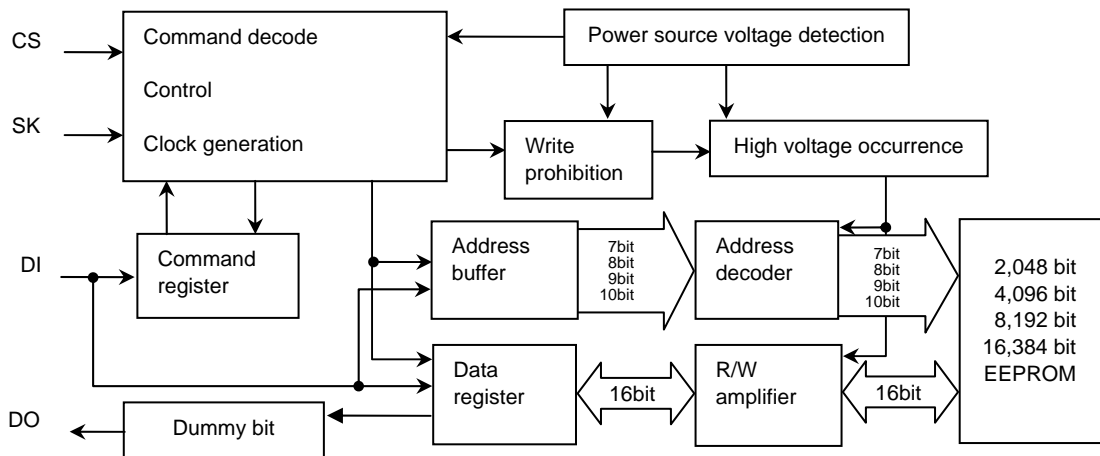 CS
Command decode
Power source voltage detection
Control
SK
Clock generation
Write
prohibition
High voltage occurrence
DI
Command
register
Address
buffer
7bit
8bit
9bit
10bit
Address
decoder
7bit
8bit
9bit
10bit
2,048 bit
4,096 bit
8,192 bit
16,384 bit
EEPROM
Data
register
16bit
R/W
amplifier
16bit
DO
Dummy bit